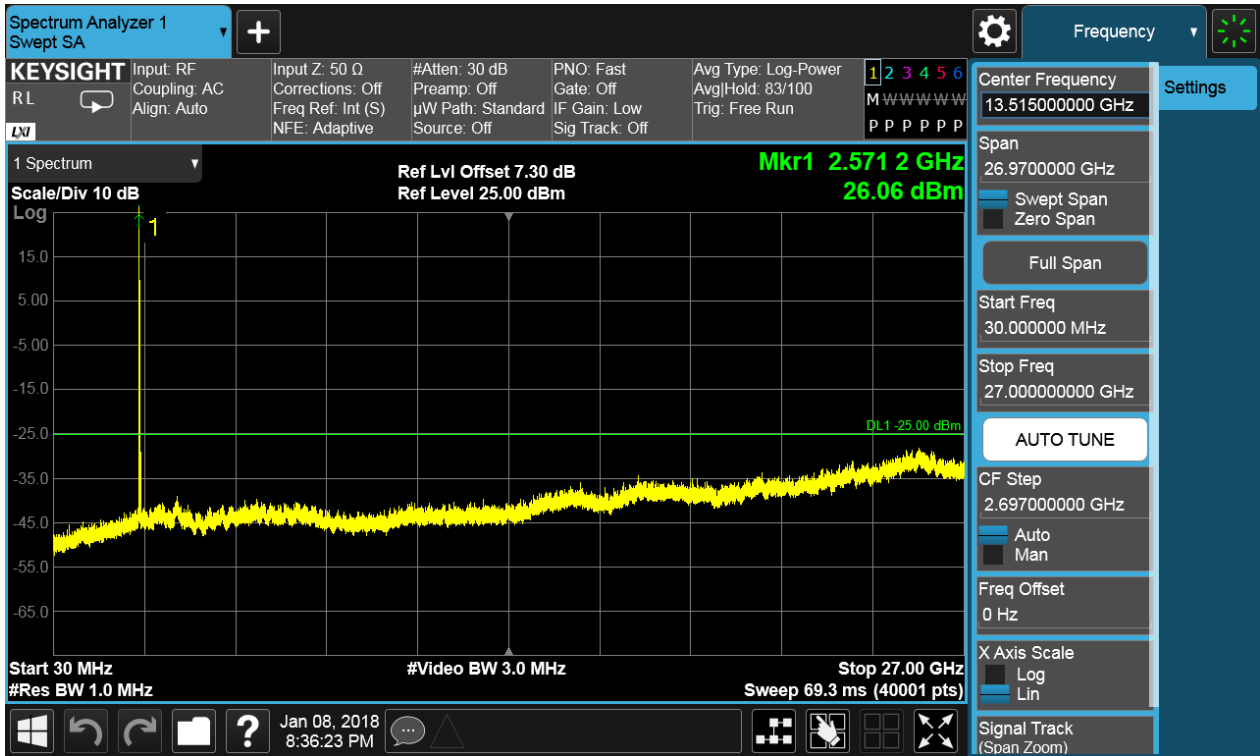 Spectrum Analyzer 1
Swept SA
+
Frequency
KEYSIGHT
R L
LXI
Input: RF
Coupling: AC
Align: Auto
Input Z: 50 Ω
Corrections: Off
Freq Ref: Int (S)
NFE: Adaptive
#Atten: 30 dB
Preamp: Off
µW Path: Standard
Source: Off
PNO: Fast
Gate: Off
IF Gain: Low
Sig Track: Off
Avg Type: Log-Power
Avg|Hold: 83/100
Trig: Free Run
1 2 3 4 5 6
M W W W W W
P P P P P P
1 Spectrum
Scale/Div 10 dB
Ref Lvl Offset 7.30 dB
Ref Level 25.00 dBm
Mkr1 2.571 2 GHz
26.06 dBm
Log
1
15.0
5.00
-5.00
-15.0
-25.0
DL1 -25.00 dBm
-35.0
-45.0
-55.0
-65.0
Start 30 MHz
#Video BW 3.0 MHz
Stop 27.00 GHz
#Res BW 1.0 MHz
Sweep 69.3 ms (40001 pts)
Center Frequency
13.515000000 GHz
Span
26.9700000 GHz
Swept Span
Zero Span
Full Span
Start Freq
30.000000 MHz
Stop Freq
27.000000000 GHz
AUTO TUNE
CF Step
2.697000000 GHz
Auto
Man
Freq Offset
0 Hz
X Axis Scale
Log
Lin
Signal Track
(Span Zoom)
Settings
?
Jan 08, 2018
8:36:23 PM